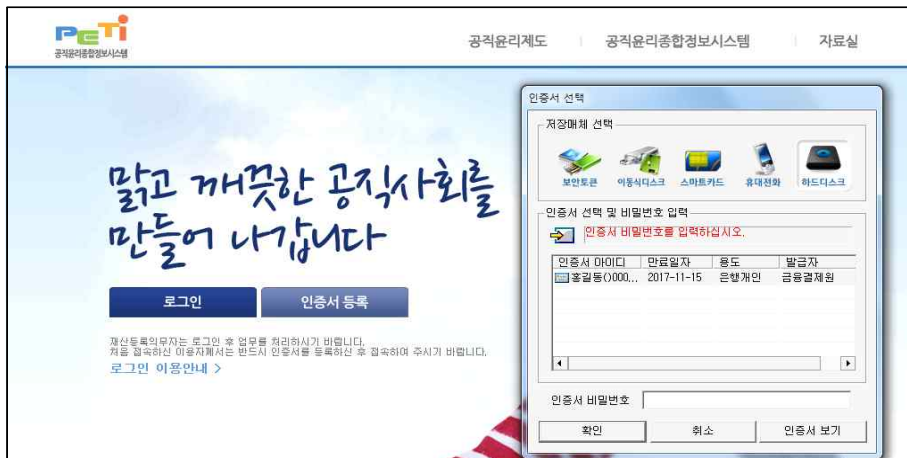 PeTi
공직윤리종합정보시스템
공직윤리제도 공직윤리종합정보시스템 자료실
맑고 깨끗한 공직사회를
만들어 나갑니다
로그인 인증서 등록
재산등록의무자는 로그인 후 업무를 처리하시기 바랍니다.
처음 접속하신 이용자께서는 반드시 인증서를 등록하신 후 접속하여 주시기 바랍니다.
로그인 이용안내 >
인증서 선택
저장매체 선택
보안토큰 이동식디스크 스마트카드 휴대전화 하드디스크
인증서 선택 및 비밀번호 입력
인증서 비밀번호를 입력하십시오.
인증서 아이디 만료일자 용도 발급자
홍길동()000... 2017-11-15 은행개인 금융결제원
인증서 비밀번호
확인 취소 인증서 보기